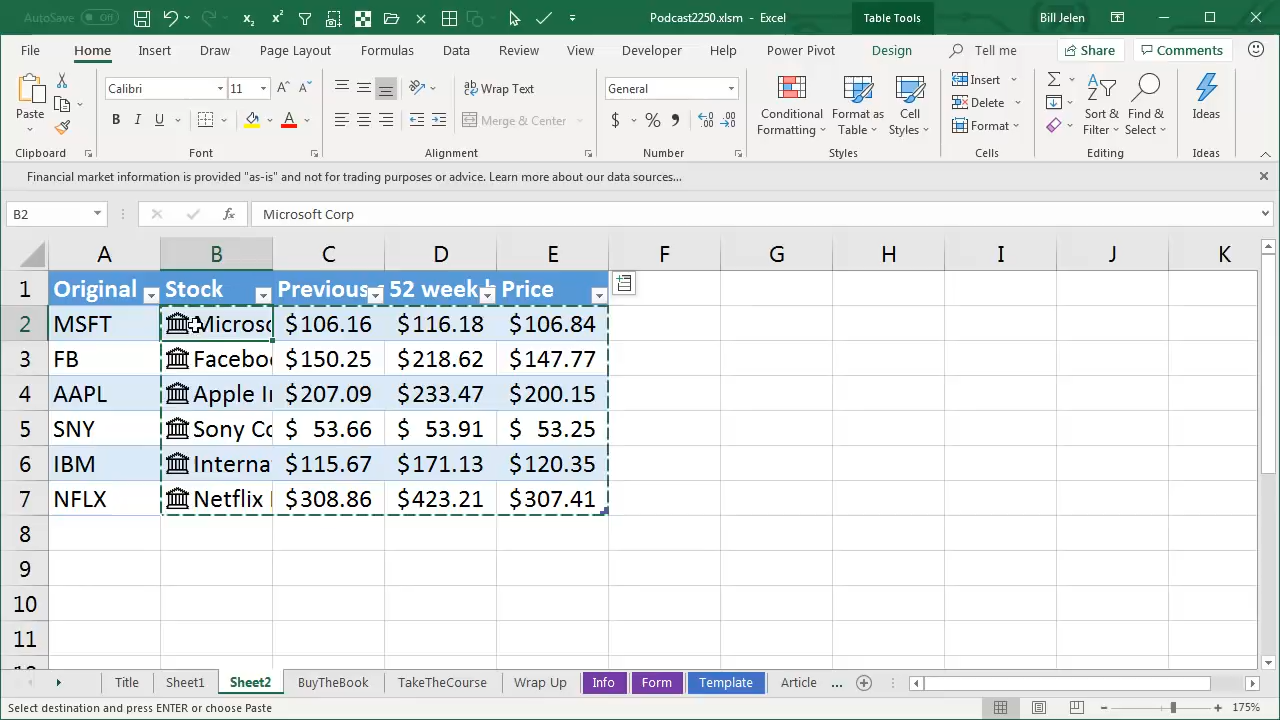 AutoSave Off Podcast2250.xlsm - Excel Table Tools Bill Jelen
File Home Insert Draw Page Layout Formulas Data Review View Developer Help Power Pivot Design Tell me Share Comments
Paste
Calibri 11
B I U A
Wrap Text
Merge & Center
General
$ % ,
Conditional Formatting
Format as Table
Cell Styles
Insert
Delete
Format
Sort & Filter
Find & Select
Ideas
Clipboard Font Alignment Number Styles Cells Editing Ideas
Financial market information is provided "as-is" and not for trading purposes or advice. Learn more about our data sources...
B2 fx Microsoft Corp
A B C D E F G H I J K
1 Original Stock Previous 52 week h Price
2 MSFT Microso $106.16 $116.18 $106.84
3 FB Facebo $150.25 $218.62 $147.77
4 AAPL Apple I $207.09 $233.47 $200.15
5 SNY Sony Co $ 53.66 $ 53.91 $ 53.25
6 IBM Interna $115.67 $171.13 $120.35
7 NFLX Netflix $308.86 $423.21 $307.41
8
9
10
11
Title Sheet1 Sheet2 BuyTheBook TakeTheCourse Wrap Up Info Form Template Article ...
Select destination and press ENTER or choose Paste 175%